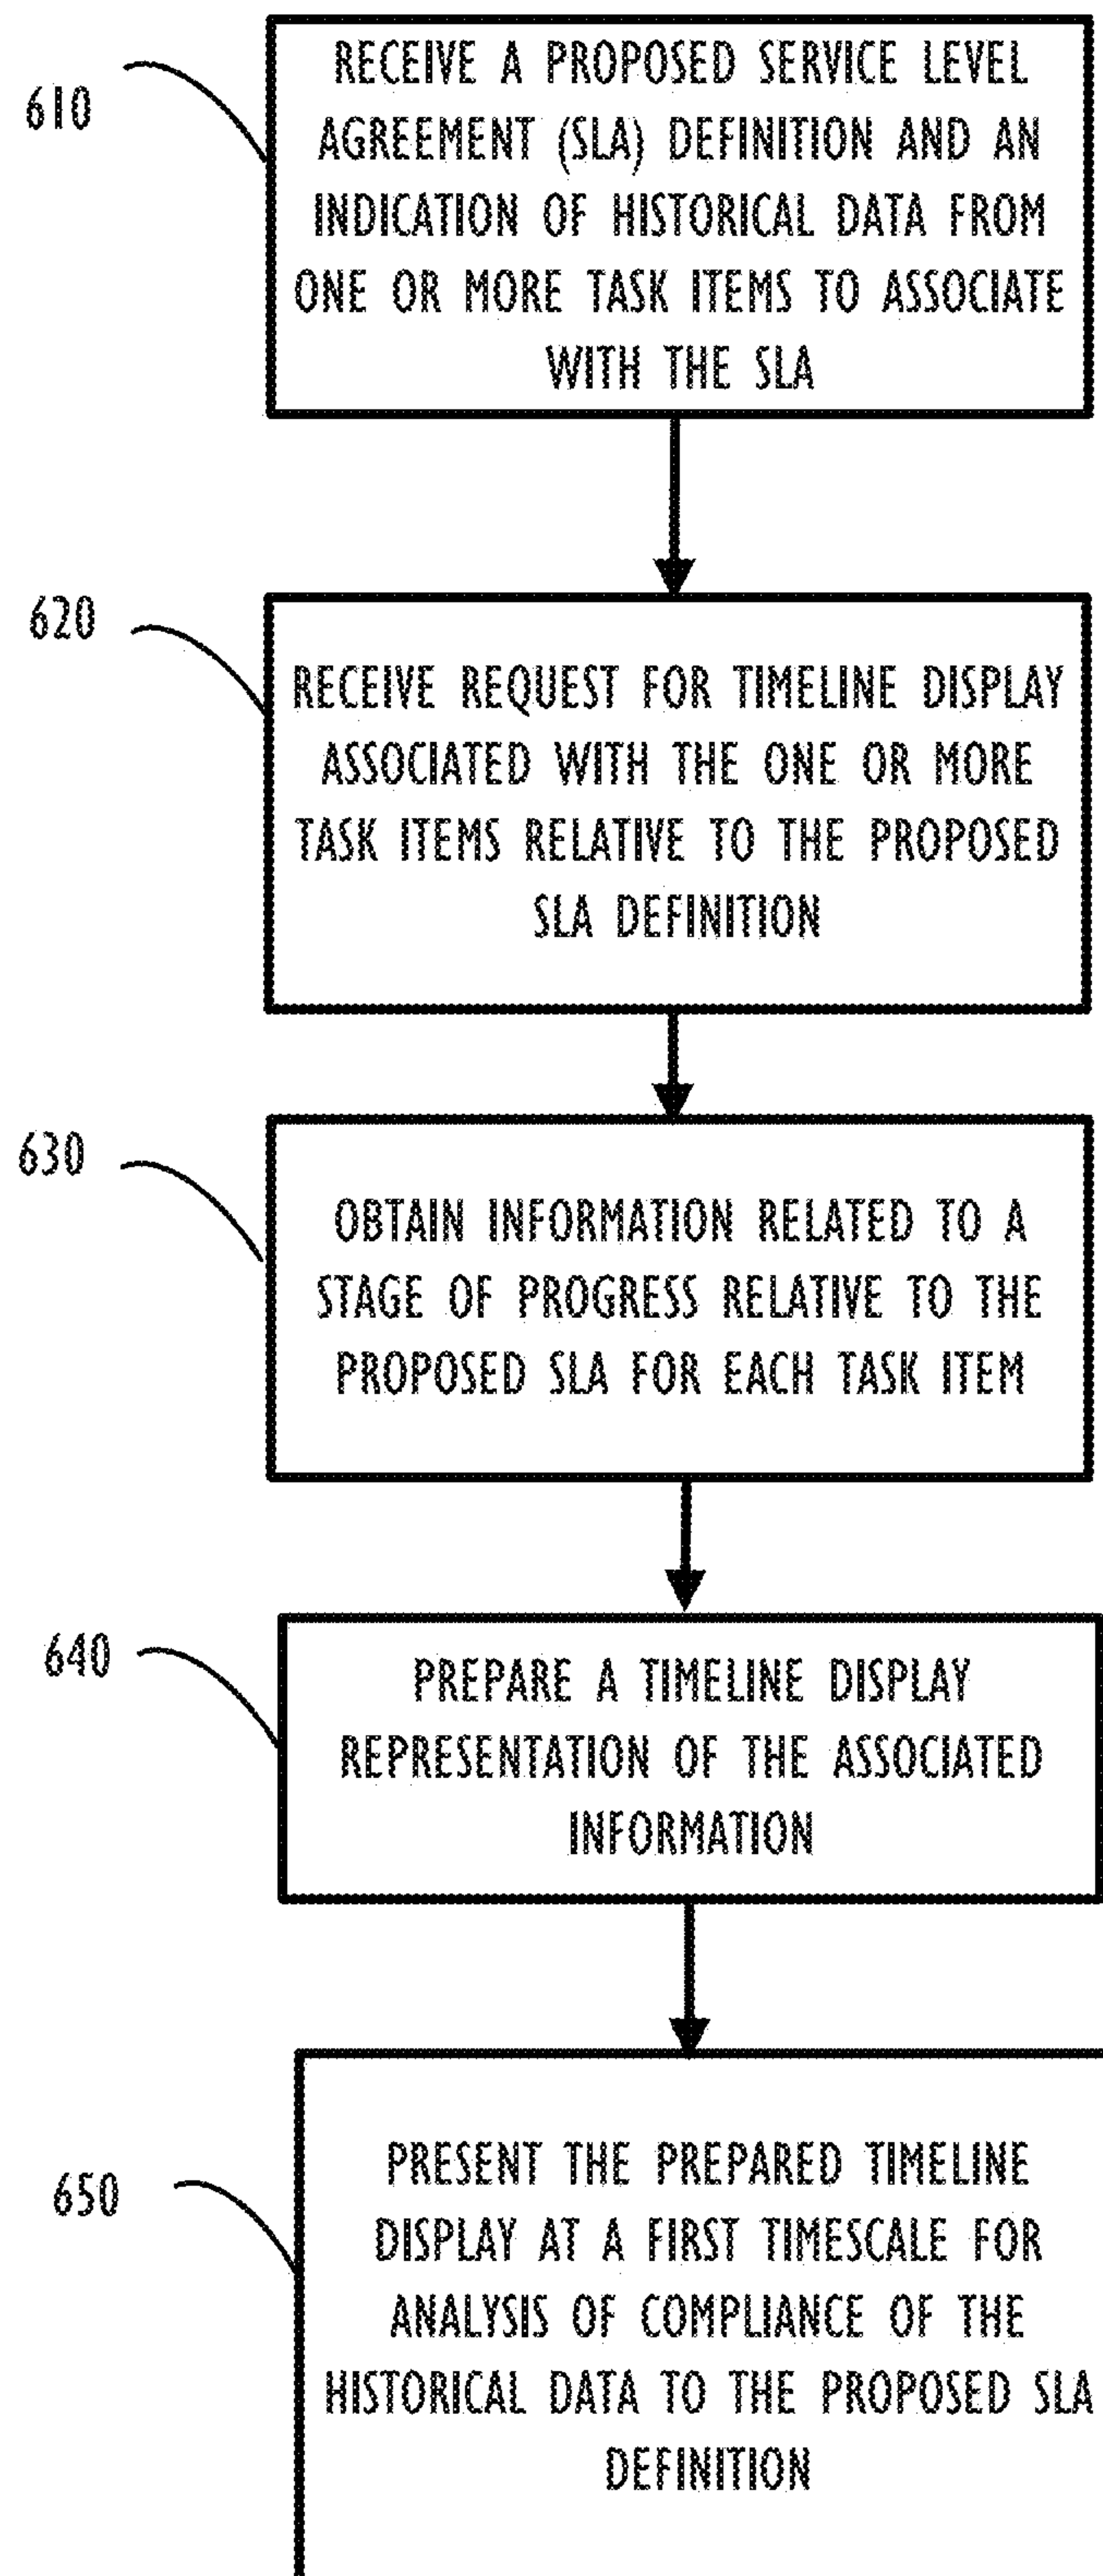 610
RECEIVE A PROPOSED SERVICE LEVEL
AGREEMENT (SLA) DEFINITION AND AN
INDICATION OF HISTORICAL DATA FROM
ONE OR MORE TASK ITEMS TO ASSOCIATE
WITH THE SLA
620
RECEIVE REQUEST FOR TIMELINE DISPLAY
ASSOCIATED WITH THE ONE OR MORE
TASK ITEMS RELATIVE TO THE PROPOSED
SLA DEFINITION
630
OBTAIN INFORMATION RELATED TO A
STAGE OF PROGRESS RELATIVE TO THE
PROPOSED SLA FOR EACH TASK ITEM
640
PREPARE A TIMELINE DISPLAY
REPRESENTATION OF THE ASSOCIATED
INFORMATION
650
PRESENT THE PREPARED TIMELINE
DISPLAY AT A FIRST TIMESCALE FOR
ANALYSIS OF COMPLIANCE OF THE
HISTORICAL DATA TO THE PROPOSED SLA
DEFINITION